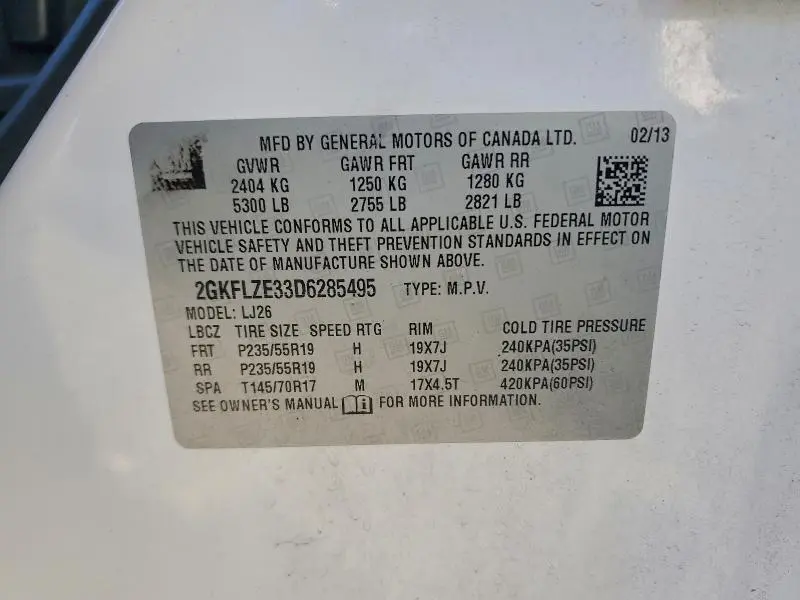 MFD BY GENERAL MOTORS OF CANADA LTD. 02/13
GVWR GAWR FRT GAWR RR
2404 KG 1250 KG 1280 KG
5300 LB 2755 LB 2821 LB
THIS VEHICLE CONFORMS TO ALL APPLICABLE U.S. FEDERAL MOTOR
VEHICLE SAFETY AND THEFT PREVENTION STANDARDS IN EFFECT ON
THE DATE OF MANUFACTURE SHOWN ABOVE.
2GKFLZE33D6285495 TYPE: M.P.V.
MODEL: LJ26
LBCZ TIRE SIZE SPEED RTG RIM COLD TIRE PRESSURE
FRT P235/55R19 H 19X7J 240KPA(35PSI)
RR P235/55R19 H 19X7J 240KPA(35PSI)
SPA T145/70R17 M 17X4.5T 420KPA(60PSI)
SEE OWNER'S MANUAL FOR MORE INFORMATION.